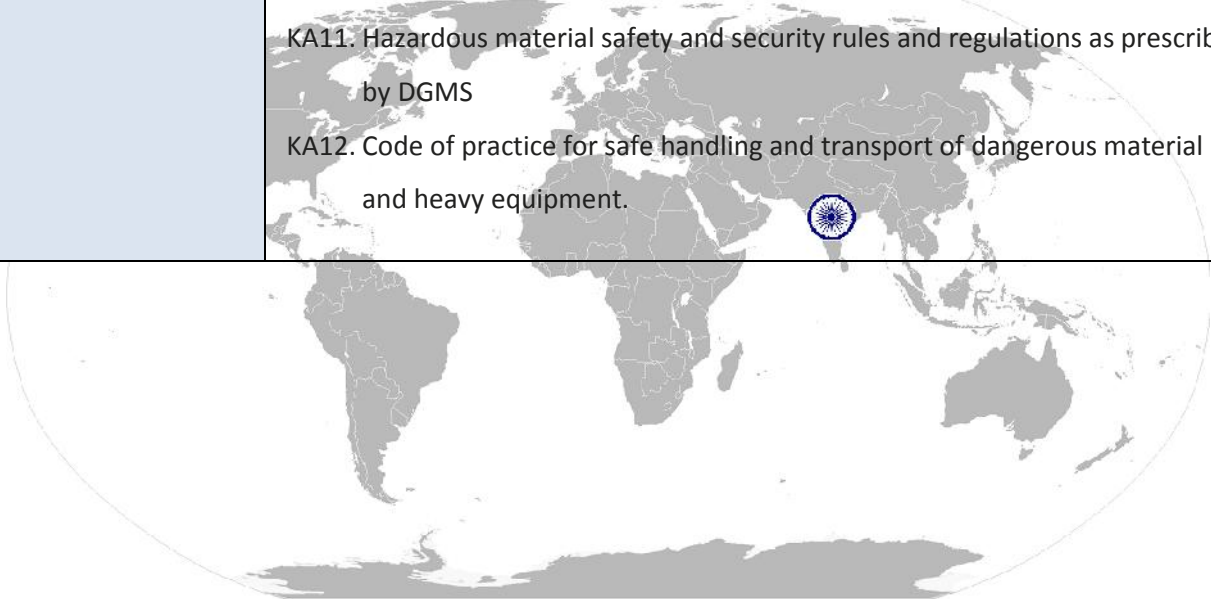 KA11. Hazardous material safety and security rules and regulations as prescrib
by DGMS
KA12. Code of practice for safe handling and transport of dangerous material
and heavy equipment.